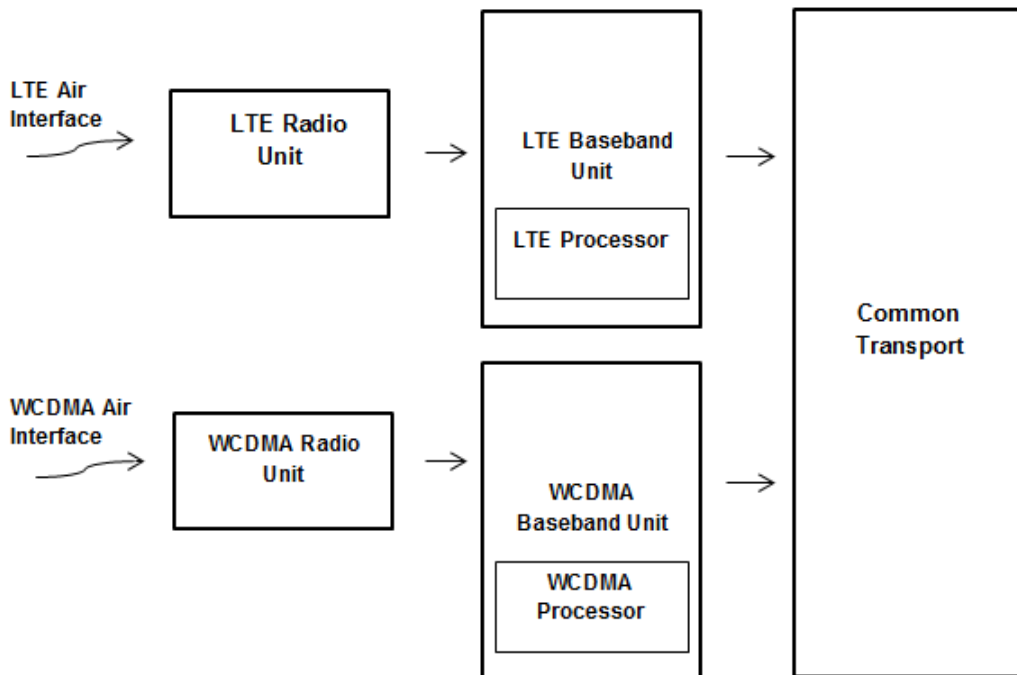 LTE Air
Interface
LTE Radio
Unit
LTE Baseband
Unit
LTE Processor
Common
Transport
WCDMA Air
Interface
WCDMA Radio
Unit
WCDMA
Baseband Unit
WCDMA
Processor